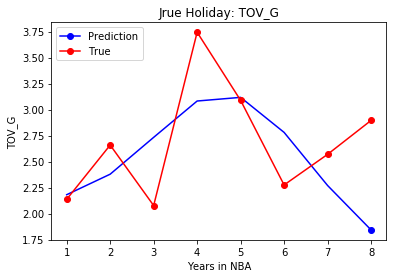 Jrue Holiday: TOV_G
Prediction
True
TOV_G
3.75
3.50
3.25
3.00
2.75
2.50
2.25
2.00
1.75
1 2 3 4 5 6 7 8
Years in NBA